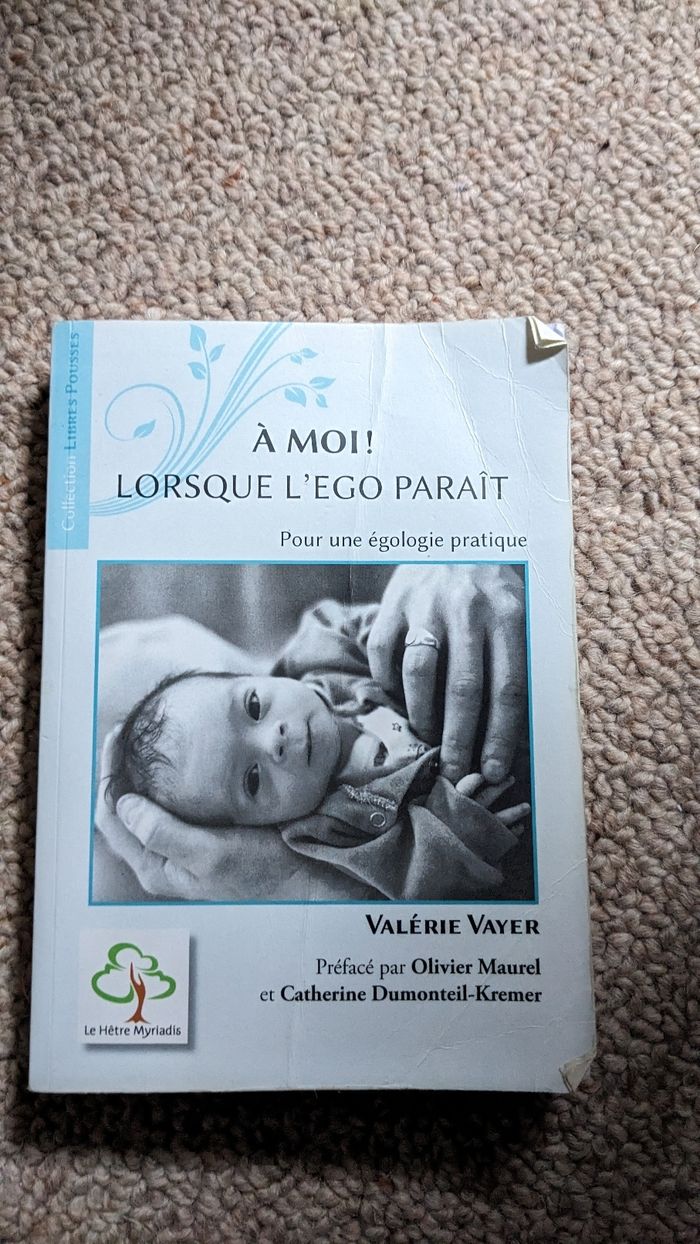 Collection LIBRES POUSSES
À MOI!
LORSQUE L'EGO PARAÎT
Pour une égologie pratique
VALÉRIE VAYER
Préfacé par Olivier Maurel
et Catherine Dumonteil-Kremer
Le Hêtre Myriadis